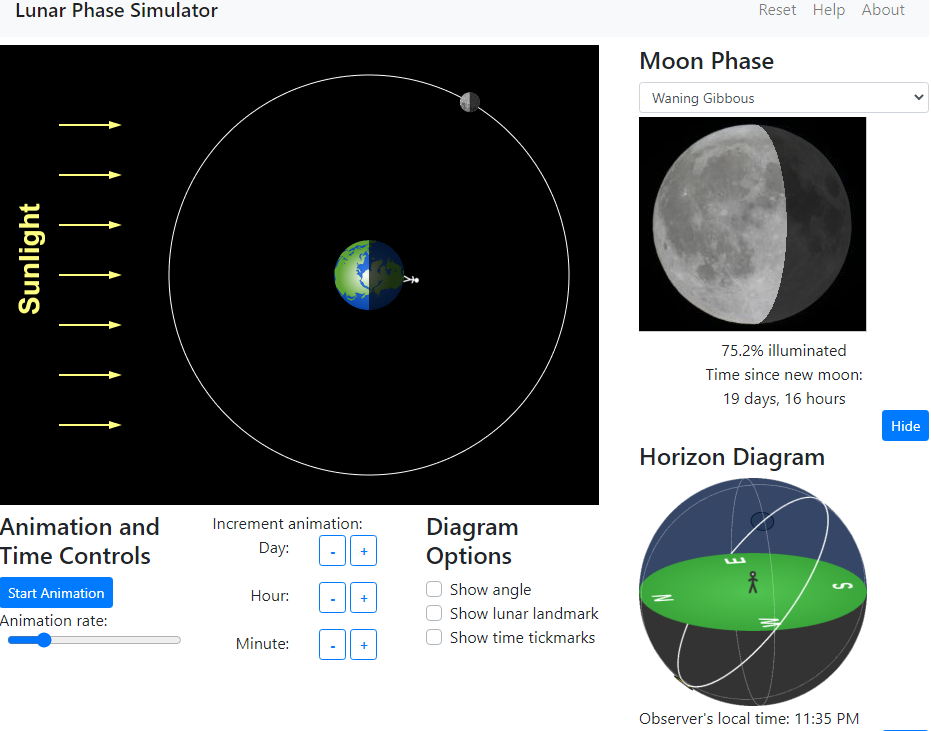 Lunar Phase Simulator
Reset Help About
Sunlight
Moon Phase
Waning Gibbous
75.2% illuminated
Time since new moon:
19 days, 16 hours
Hide
Horizon Diagram
N
E
S
W
Observer's local time: 11:35 PM
Animation and
Time Controls
Start Animation
Animation rate:
Increment animation:
Day: - +
Hour: - +
Minute: - +
Diagram
Options
Show angle
Show lunar landmark
Show time tickmarks